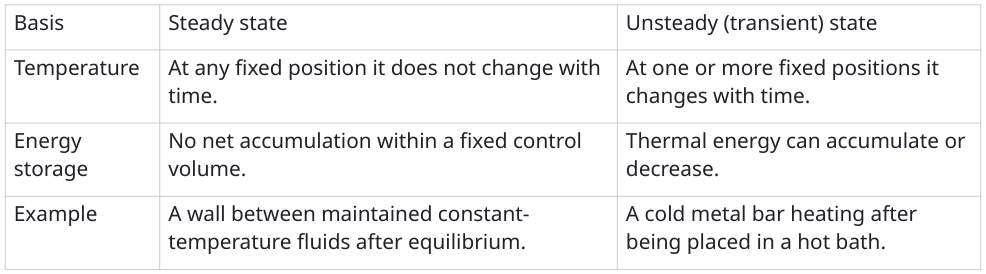 Basis
Steady state
Unsteady (transient) state
Temperature
At any fixed position it does not change with
time.
At one or more fixed positions it
changes with time.
Energy
storage
No net accumulation within a fixed control
volume.
Thermal energy can accumulate or
decrease.
Example
A wall between maintained constant-
temperature fluids after equilibrium.
A cold metal bar heating after
being placed in a hot bath.